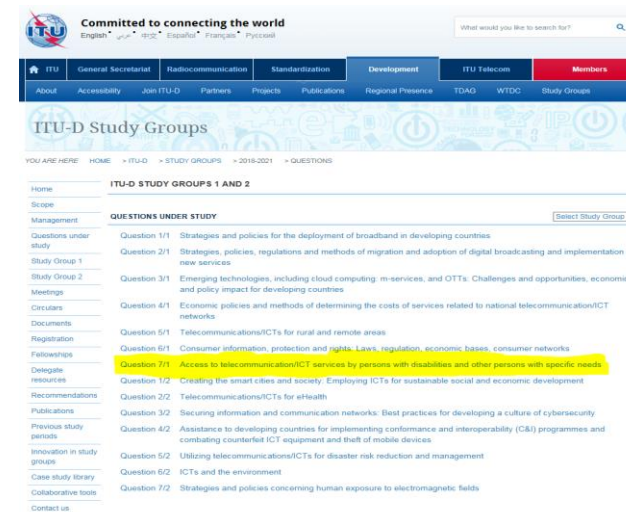 Committed to connecting the world
English عربي 中文 Español Français Русский
What would you like to search for?
ITU
ITU General Secretariat Radiocommunication Standardization Development ITU Telecom Members
About Accessibility Join ITU-D Partners Projects Publications Regional Presence TDAG WTDC Study Groups
ITU-D Study Groups
YOU ARE HERE HOME > ITU-D > STUDY GROUPS > 2018-2021 > QUESTIONS
Home
Scope
Management
Questions under
study
Study Group 1
Study Group 2
Meetings
Circulars
Documents
Registration
Fellowships
Delegate
resources
Recommendations
Publications
Previous study
periods
Innovation in study
groups
Case study library
Collaborative tools
Contact us
ITU-D STUDY GROUPS 1 AND 2
QUESTIONS UNDER STUDY
Select Study Group
Question 1/1 Strategies and policies for the deployment of broadband in developing countries
Question 2/1 Strategies, policies, regulations and methods of migration and adoption of digital broadcasting and implementation
new services
Question 3/1 Emerging technologies, including cloud computing: m-services, and OTTs: Challenges and opportunities, economi
and policy impact for developing countries
Question 4/1 Economic policies and methods of determining the costs of services related to national telecommunication/ICT
networks
Question 5/1 Telecommunications/ICTs for rural and remote areas
Question 6/1 Consumer information, protection and rights: Laws, regulation, economic bases, consumer networks
Question 7/1 Access to telecommunication/ICT services by persons with disabilities and other persons with specific needs
Question 1/2 Creating the smart cities and society: Employing ICTs for sustainable social and economic development
Question 2/2 Telecommunications/ICTs for eHealth
Question 3/2 Securing information and communication networks: Best practices for developing a culture of cybersecurity
Question 4/2 Assistance to developing countries for implementing conformance and interoperability (C&I) programmes and
combating counterfeit ICT equipment and theft of mobile devices
Question 5/2 Utilizing telecommunications/ICTs for disaster risk reduction and management
Question 6/2 ICTs and the environment
Question 7/2 Strategies and policies concerning human exposure to electromagnetic fields